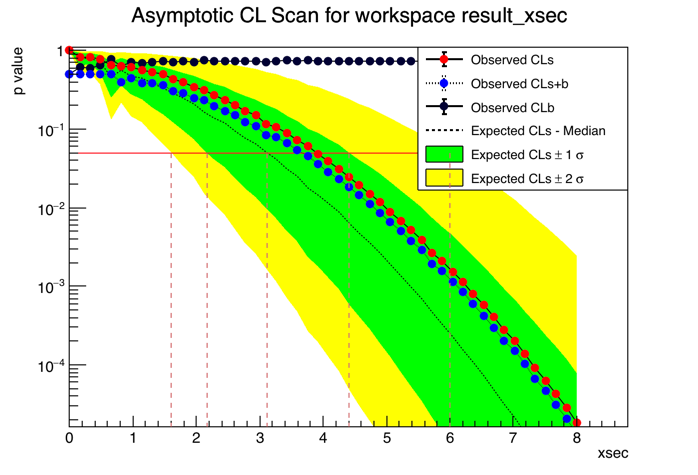 Asymptotic CL Scan for workspace result_xsec
p value
1
10⁻¹
10⁻²
10⁻³
10⁻⁴
Observed CLs
Observed CLs+b
Observed CLb
Expected CLs - Median
Expected CLs ± 1 σ
Expected CLs ± 2 σ
0 1 2 3 4 5 6 7 8
xsec